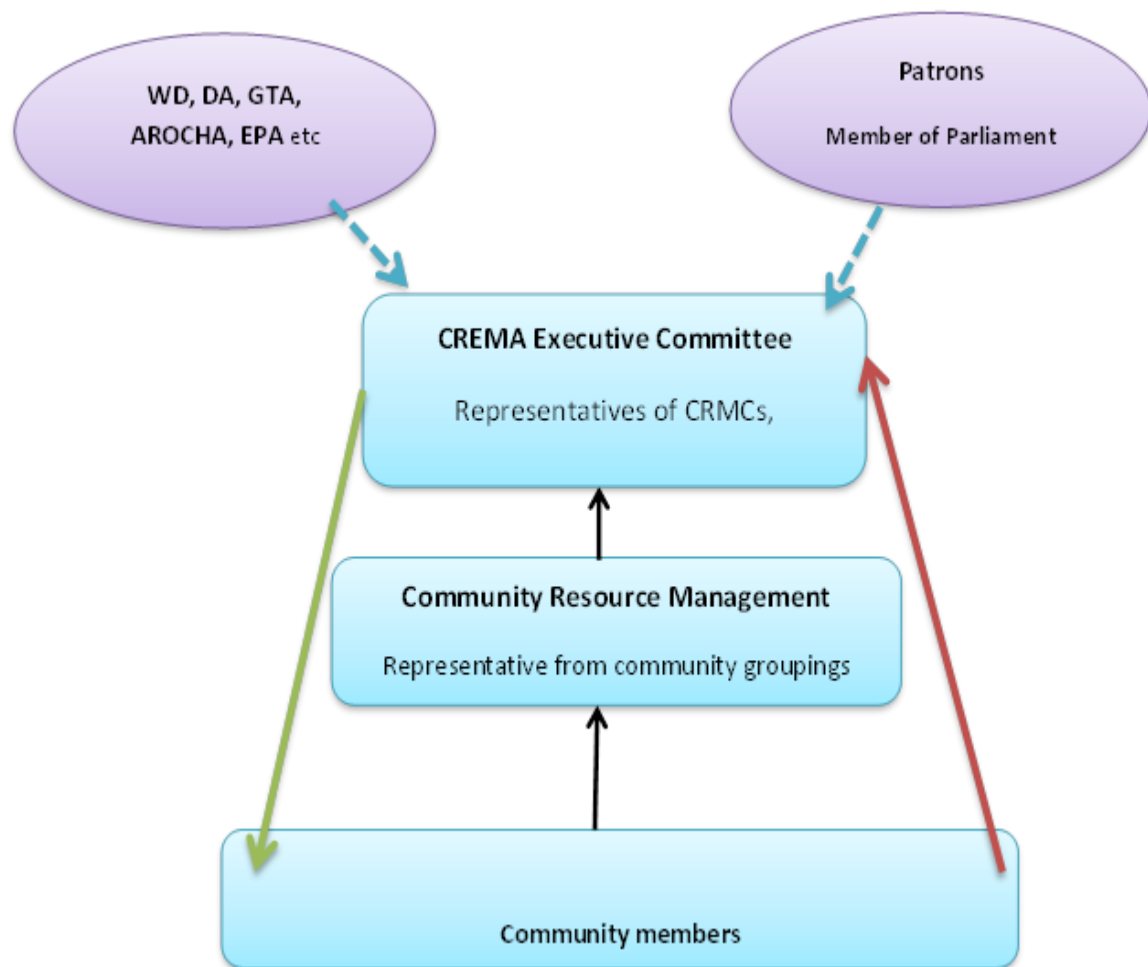 WD, DA, GTA,
AROCHA, EPA etc
Patrons
Member of Parliament
CREMA Executive Committee
Representatives of CRMCs,
Community Resource Management
Representative from community groupings
Community members